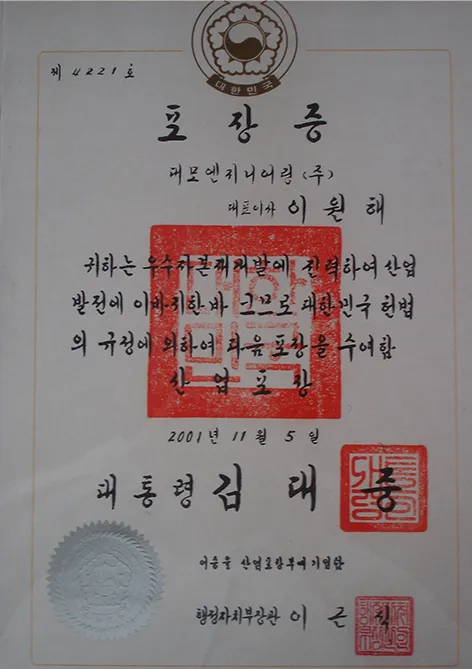 대한민국
제 4221호
포장증
대모엔지니어링(주)
대표이사 이원해
귀하는 우수자본재개발에 진력하여 산업
발전에 이바지한바 크므로 대한민국 헌법
의 규정에 의하여 다음 포장을 수여함
산업포장
2001년 11월 5일
대통령 김대중
이증을 산업포장부에 기입함
행정자치부장관 이근식